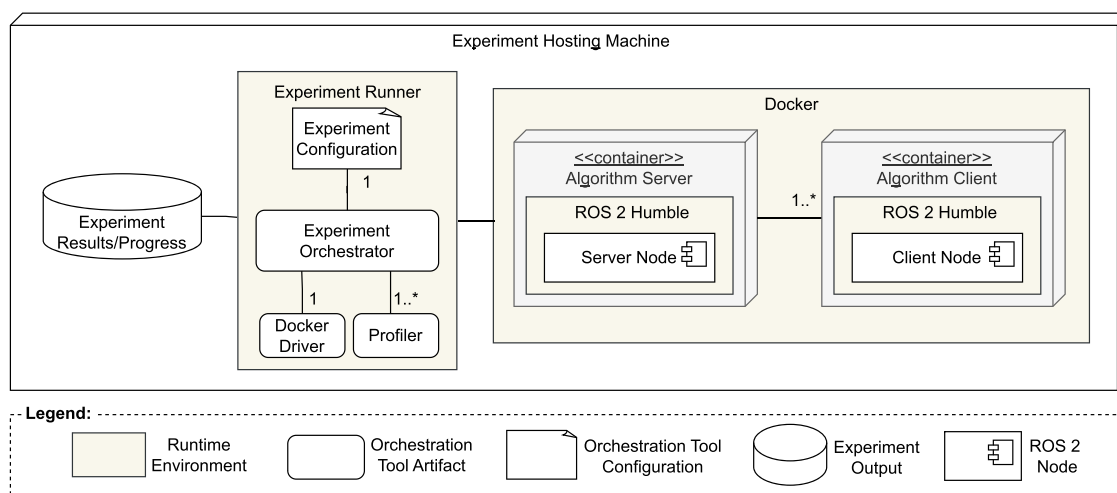 Experiment Hosting Machine
Experiment Runner
Experiment
Configuration
1
Experiment
Orchestrator
1
1..*
Docker
Driver
Profiler
Experiment
Results/Progress
Docker
<<container>>
Algorithm Server
ROS 2 Humble
Server Node
1..*
<<container>>
Algorithm Client
ROS 2 Humble
Client Node
Legend:
Runtime
Environment
Orchestration
Tool Artifact
Orchestration Tool
Configuration
Experiment
Output
ROS 2
Node